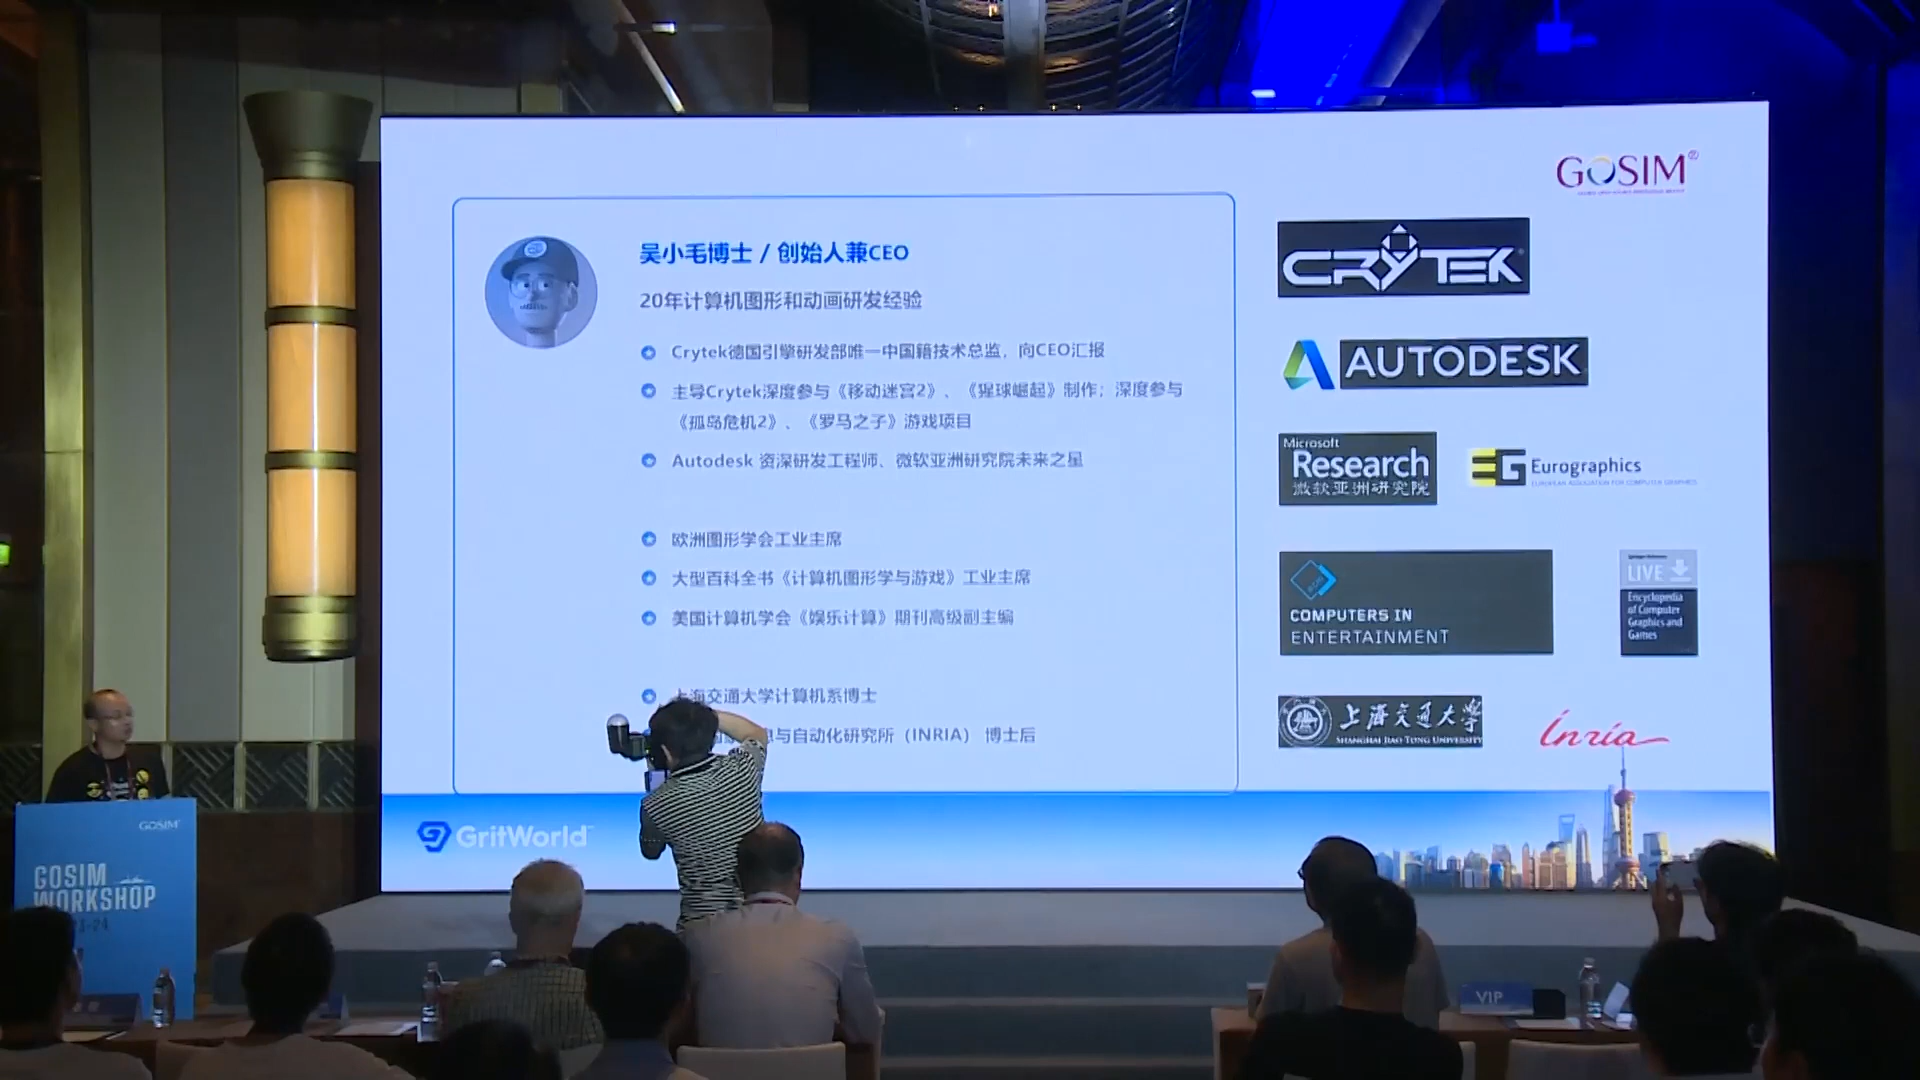 GOSIM
吴小毛博士 / 创始人兼CEO
20年计算机图形和动画研发经验
Crytek德国引擎研发部唯一中国籍技术总监，向CEO汇报
主导Crytek深度参与《移动迷宫2》、《猩球崛起》制作；深度参与
《孤岛危机2》、《罗马之子》游戏项目
Autodesk 资深研发工程师、微软亚洲研究院未来之星
欧洲图形学会工业主席
大型百科全书《计算机图形学与游戏》工业主席
美国计算机学会《娱乐计算》期刊高级副主编
上海交通大学计算机系博士
与自动化研究所（INRIA） 博士后
CRYTEK
AUTODESK
Microsoft
Research
微软亚洲研究院
EG Eurographics
EUROPEAN ASSOCIATION FOR COMPUTER GRAPHICS
COMPUTERS IN
ENTERTAINMENT
LIVE
Encyclopedia
of Computer
Graphics and
Games
上海交通大学
SHANGHAI JIAO TONG UNIVERSITY
inria
GritWorld
GOSIM
GOSIM
WORKSHOP
VIP